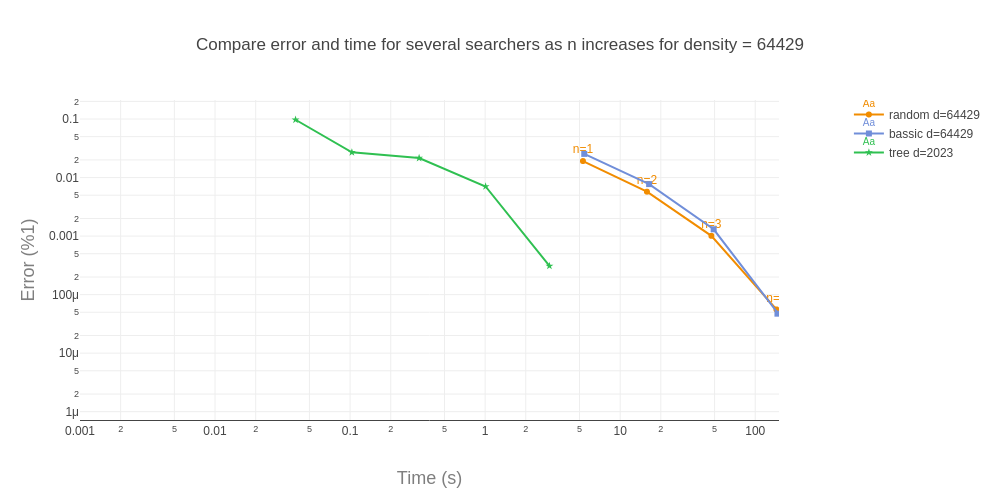 Compare error and time for several searchers as n increases for density = 64429
Aa
random d=64429
Aa
bassic d=64429
Aa
tree d=2023
2
0.1
5
2
0.01
5
2
0.001
5
2
100μ
5
2
10μ
5
2
1μ
Error (%1)
n=1
n=2
n=3
n=
0.001 2 5 0.01 2 5 0.1 2 5 1 2 5 10 2 5 100
Time (s)